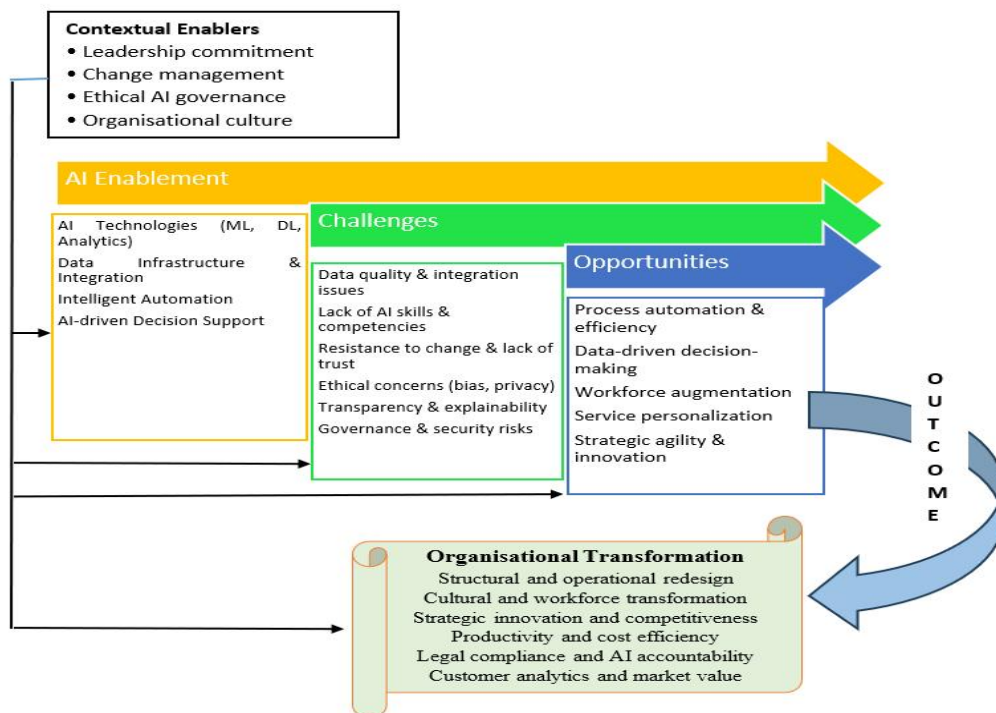 Contextual Enablers
• Leadership commitment
• Change management
• Ethical AI governance
• Organisational culture
AI Enablement
AI Technologies (ML, DL,
Analytics)
Data Infrastructure &
Integration
Intelligent Automation
AI-driven Decision Support
Challenges
Data quality & integration
issues
Lack of AI skills &
competencies
Resistance to change & lack of
trust
Ethical concerns (bias, privacy)
Transparency & explainability
Governance & security risks
Opportunities
Process automation &
efficiency
Data-driven decision-
making
Workforce augmentation
Service personalization
Strategic agility &
innovation
OUTCOME
Organisational Transformation
Structural and operational redesign
Cultural and workforce transformation
Strategic innovation and competitiveness
Productivity and cost efficiency
Legal compliance and AI accountability
Customer analytics and market value